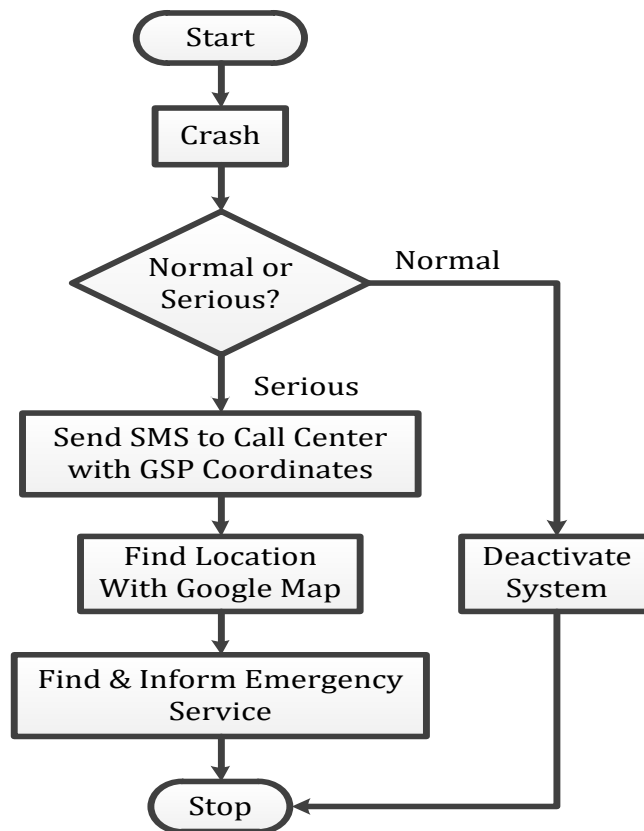 Start
Crash
Normal or
Serious?
Normal
Serious
Send SMS to Call Center
with GSP Coordinates
Find Location
With Google Map
Deactivate
System
Find & Inform Emergency
Service
Stop